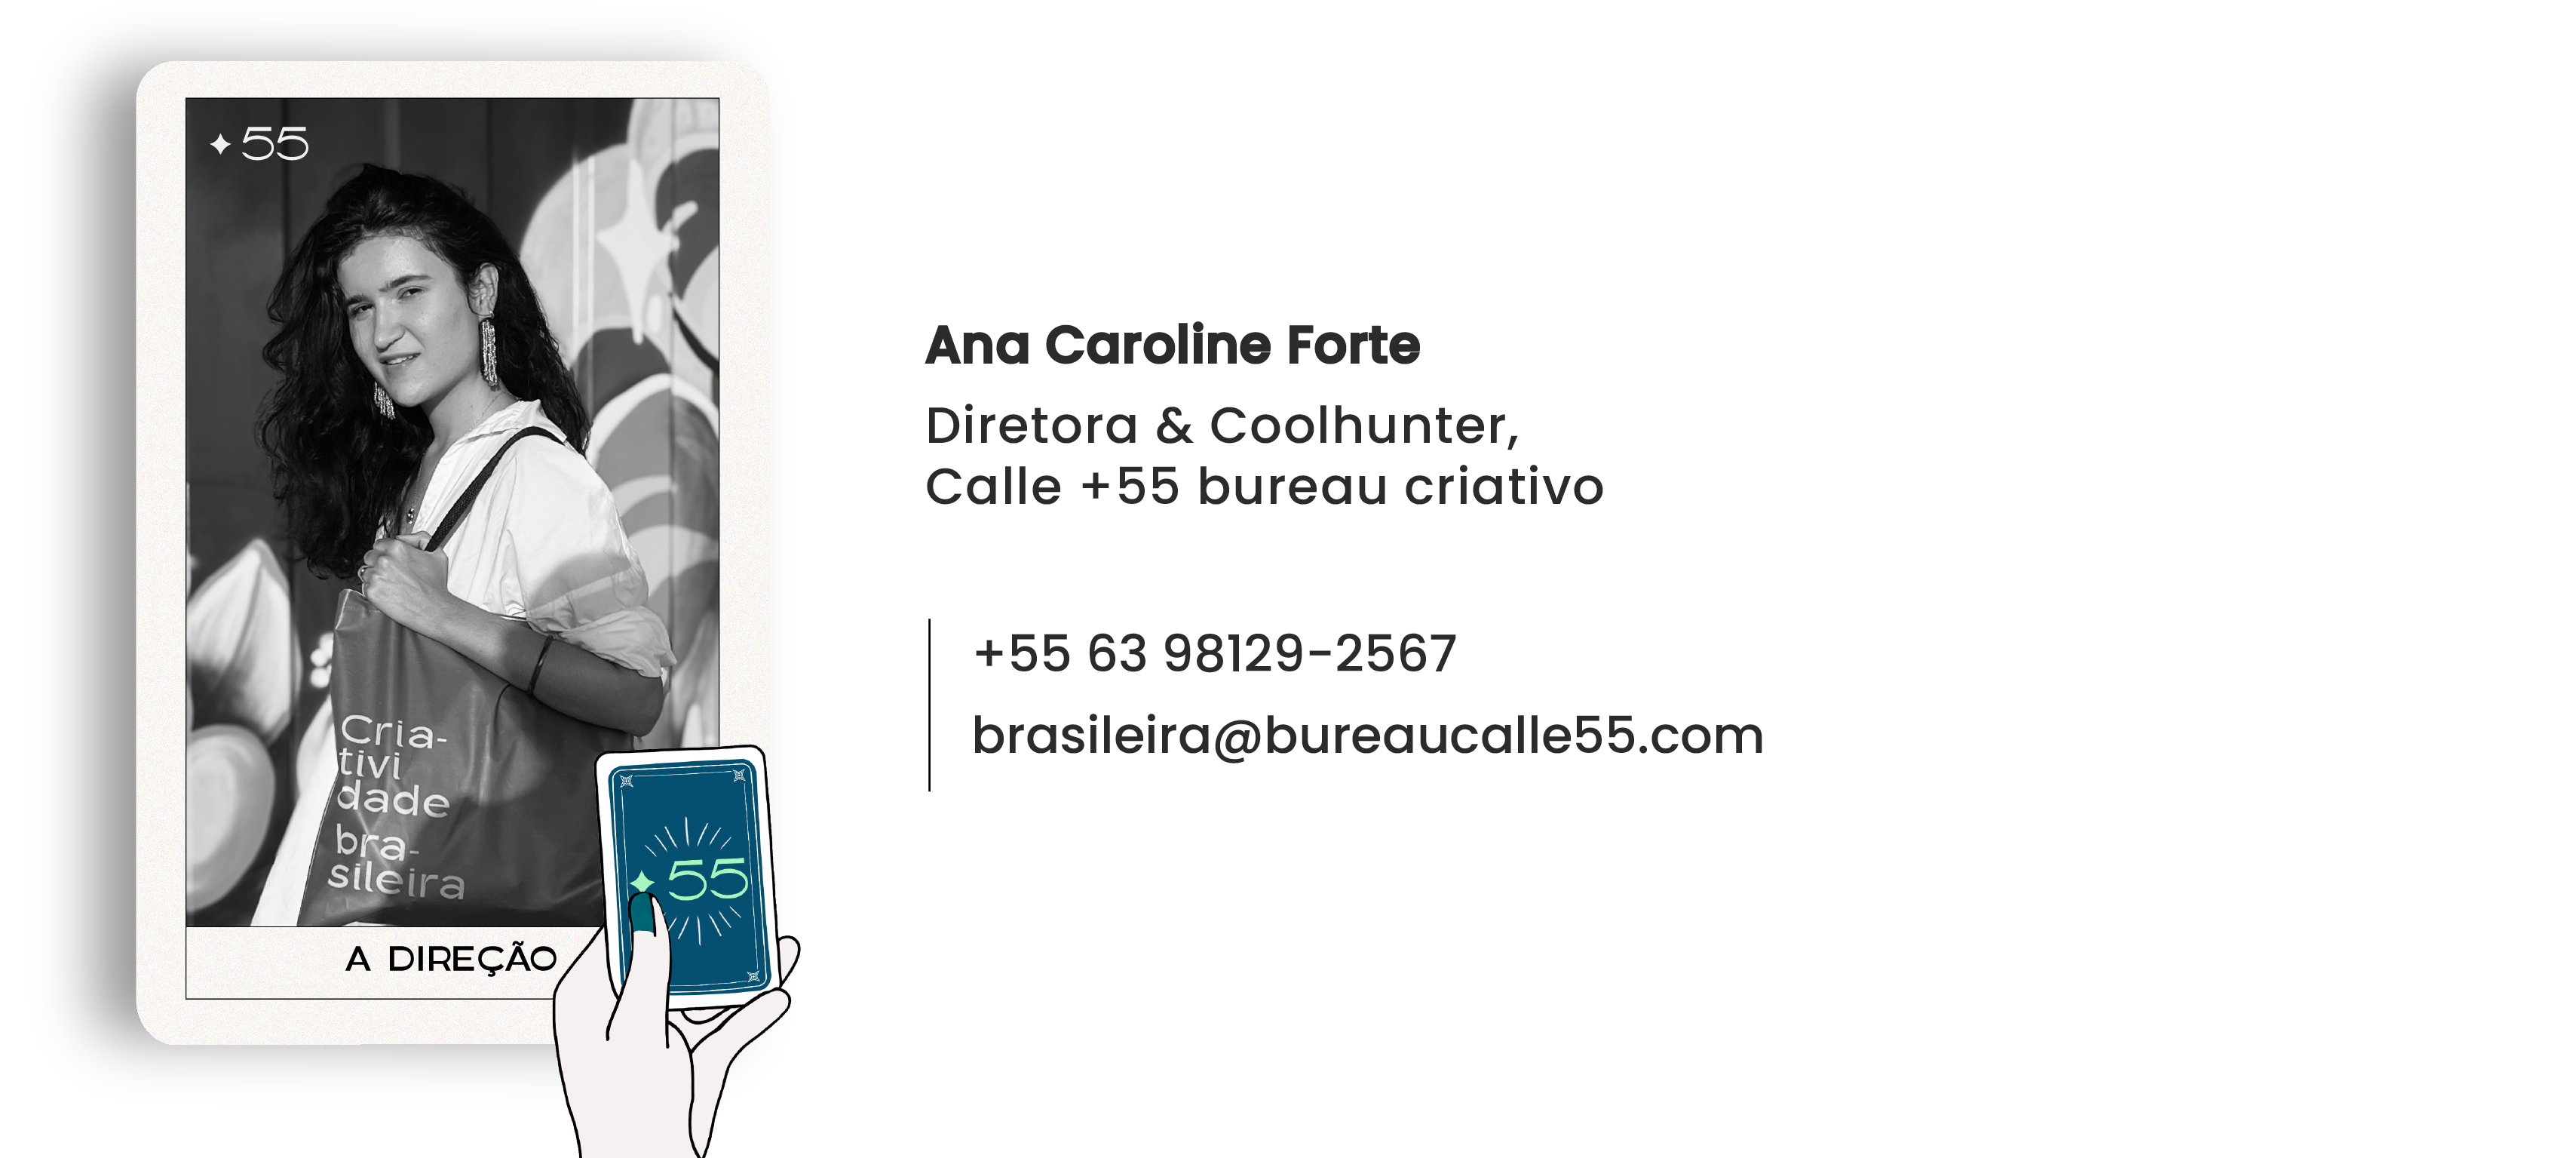 ✦55
Cria-
tivi
dade
bra-
sileira
A DIREÇÃO
✦55
Ana Caroline Forte
Diretora & Coolhunter,
Calle +55 bureau criativo
+55 63 98129-2567
brasileira@bureaucalle55.com